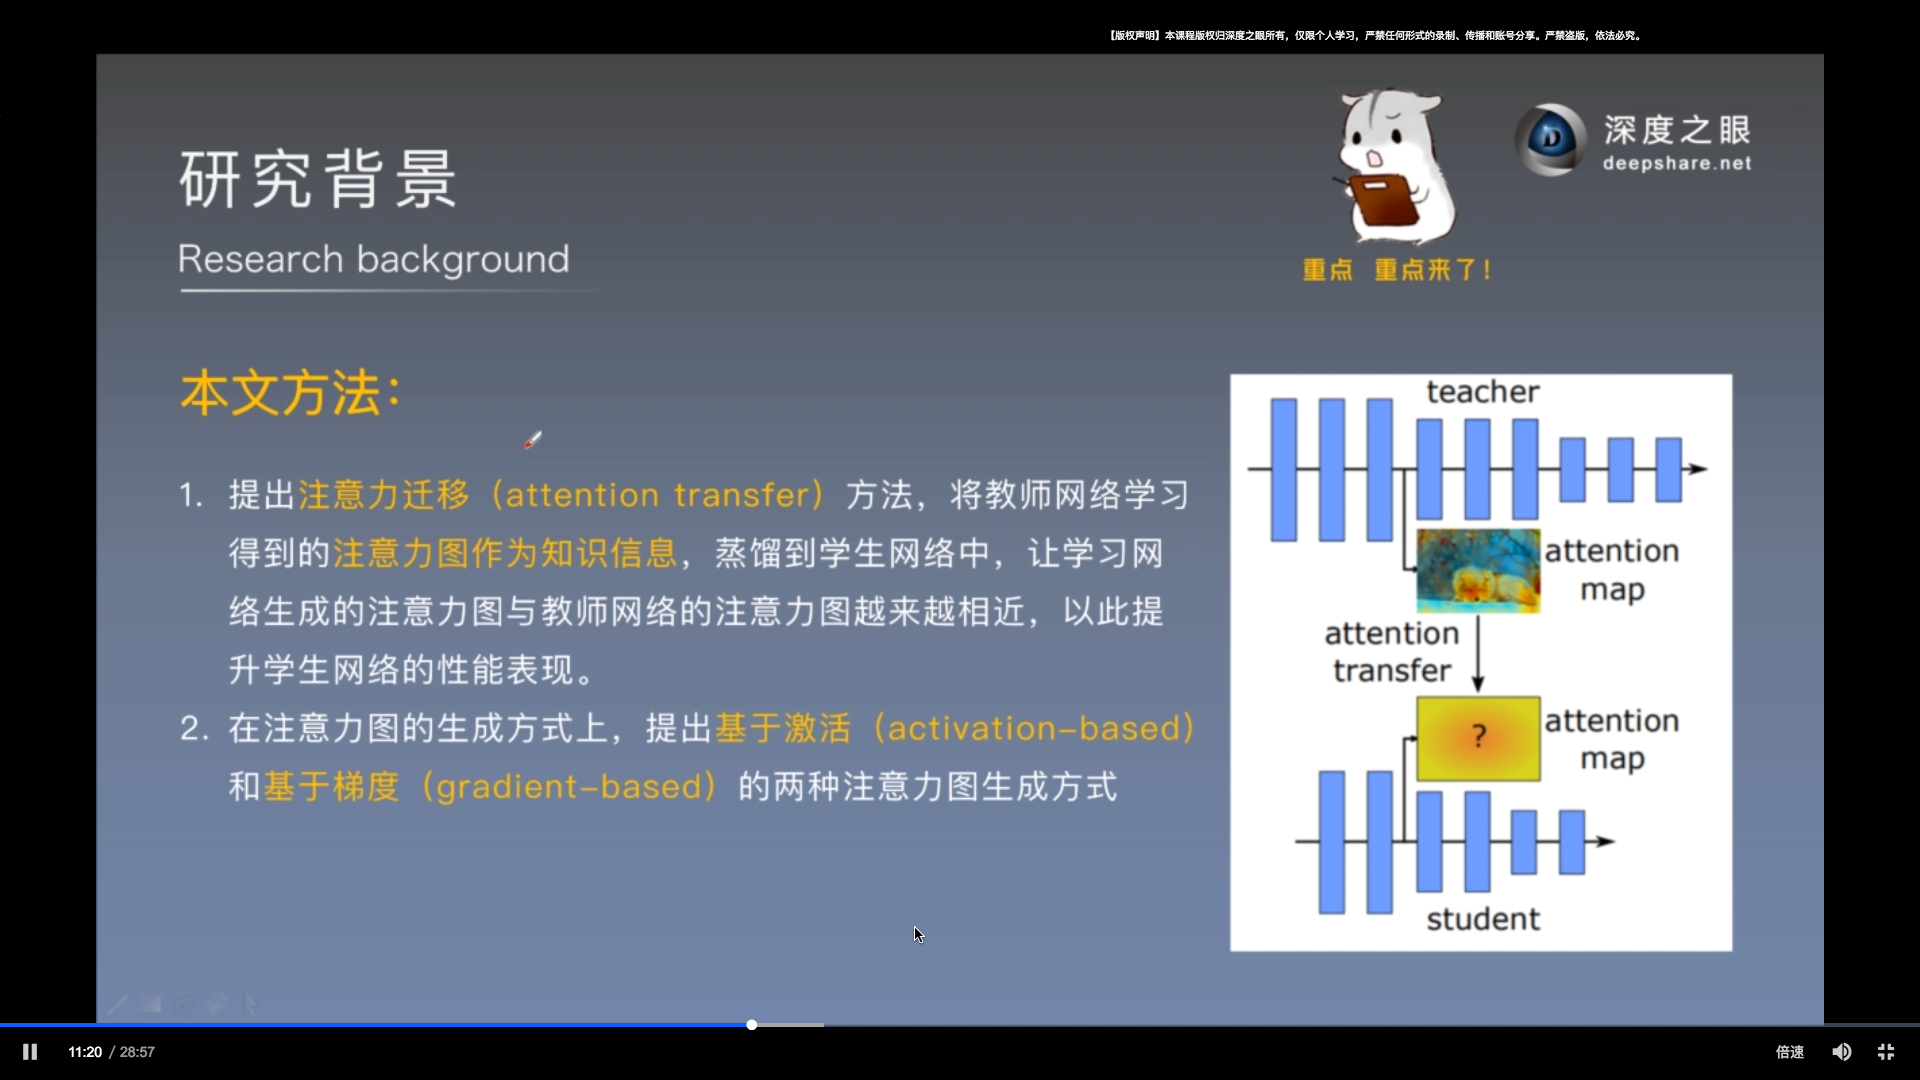 【版权声明】本课程版权归深度之眼所有，仅限个人学习，严禁任何形式的录制、传播和账号分享。严禁盗版，依法必究。
研究背景
Research background
深度之眼
deepshare.net
重点 重点来了！
本文方法：
1. 提出注意力迁移（attention transfer）方法，将教师网络学习
得到的注意力图作为知识信息，蒸馏到学生网络中，让学习网
络生成的注意力图与教师网络的注意力图越来越相近，以此提
升学生网络的性能表现。
2. 在注意力图的生成方式上，提出基于激活（activation-based）
和基于梯度（gradient-based）的两种注意力图生成方式
teacher
attention
map
attention
transfer
?
attention
map
student
11:20 / 28:57
倍速